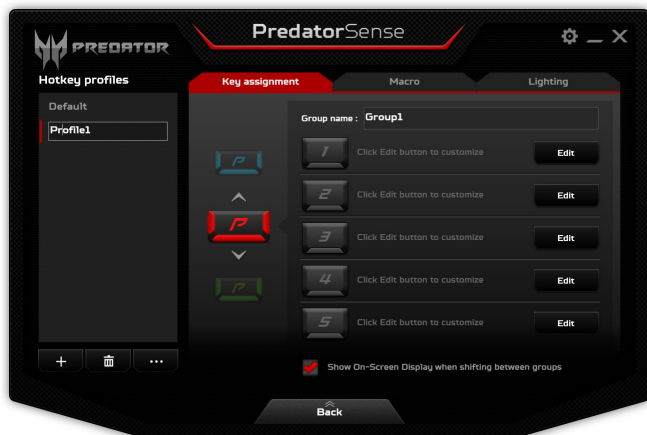 PredatorSense
PREDATOR
Hotkey profiles
Key assignment
Macro
Lighting
Default
Profile1
Group name : Group1
1 Click Edit button to customize Edit
2 Click Edit button to customize Edit
3 Click Edit button to customize Edit
4 Click Edit button to customize Edit
5 Click Edit button to customize Edit
P
P
P
Show On-Screen Display when shifting between groups
Back